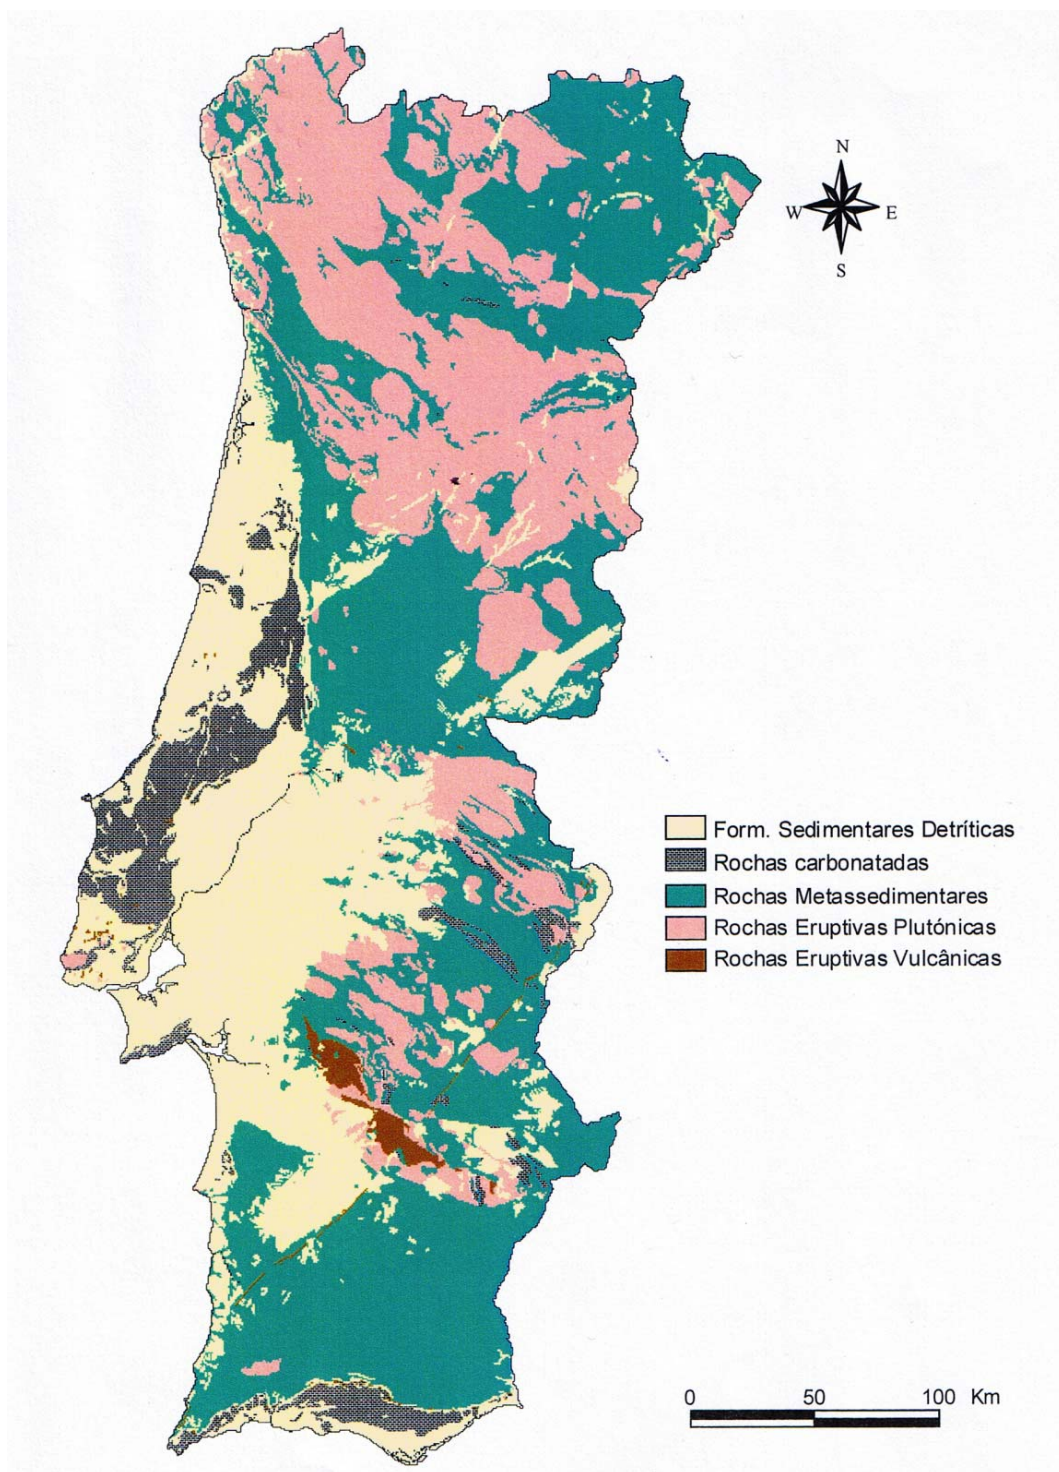 N
W E
S
Form. Sedimentares Detríticas
Rochas carbonatadas
Rochas Metassedimentares
Rochas Eruptivas Plutónicas
Rochas Eruptivas Vulcânicas
0 50 100 Km